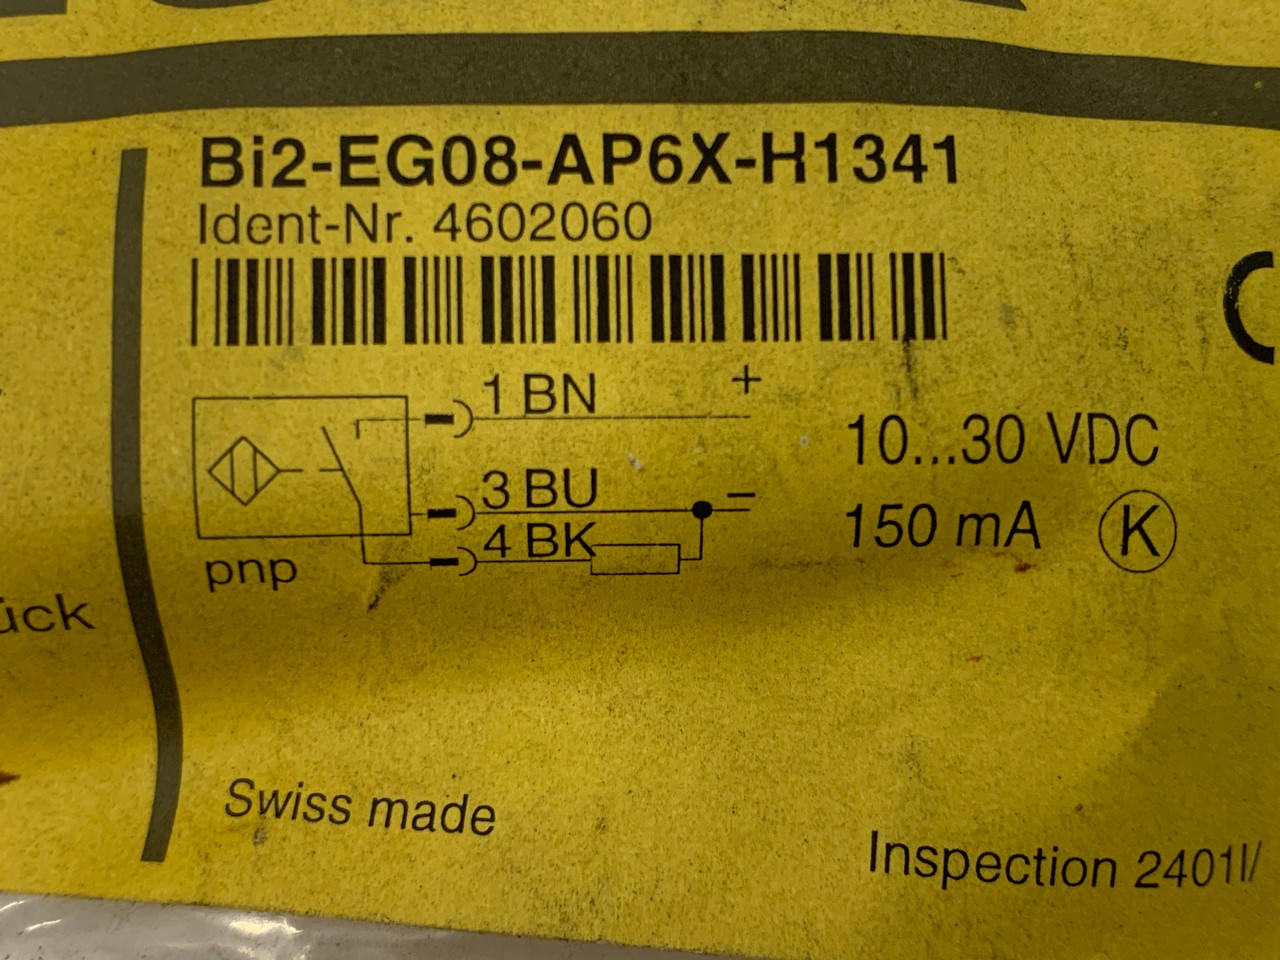 Bi2-EG08-AP6X-H1341
Ident-Nr. 4602060
1 BN +
3 BU −
4 BK
pnp
10...30 VDC
150 mA K
Swiss made
Inspection 2401I/